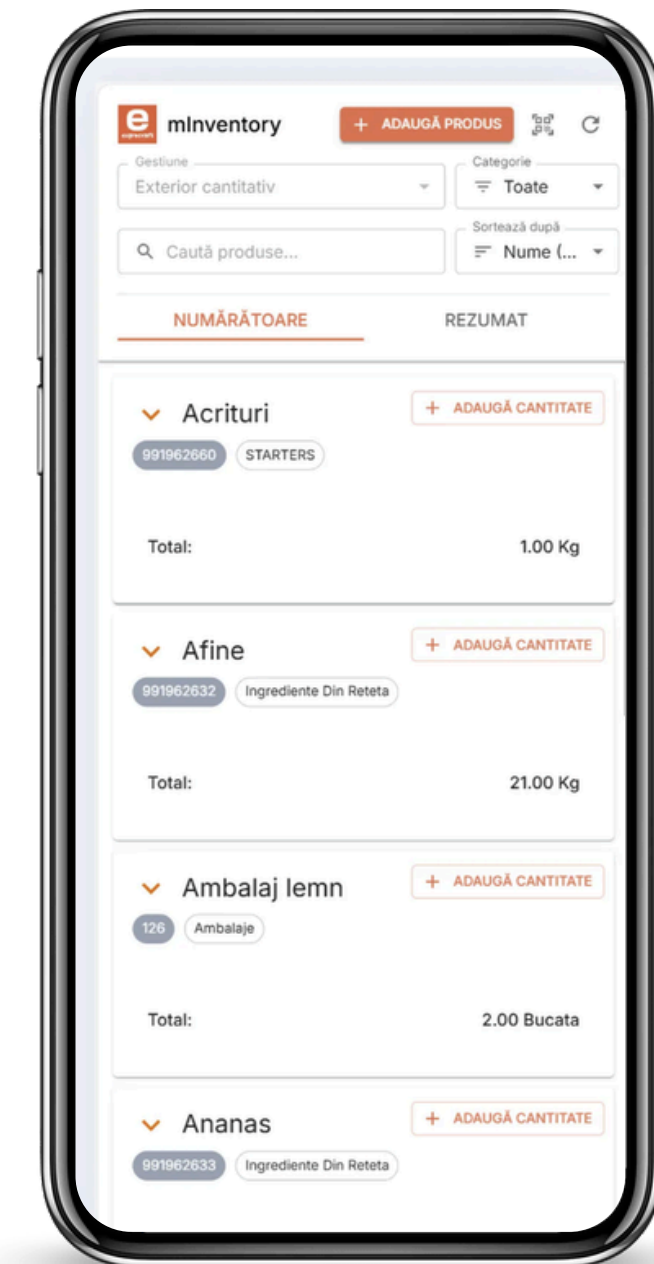 e
mInventory
+ ADAUGĂ PRODUS
Gestiune
Exterior cantitativ
Categorie
Toate
Caută produse...
Sortează după
Nume (...
NUMĂRĂTOARE
REZUMAT
Acrituri
+ ADAUGĂ CANTITATE
991962660
STARTERS
Total:
1.00 Kg
Afine
+ ADAUGĂ CANTITATE
991962632
Ingrediente Din Reteta
Total:
21.00 Kg
Ambalaj lemn
+ ADAUGĂ CANTITATE
126
Ambalaje
Total:
2.00 Bucata
Ananas
+ ADAUGĂ CANTITATE
991962633
Ingrediente Din Reteta